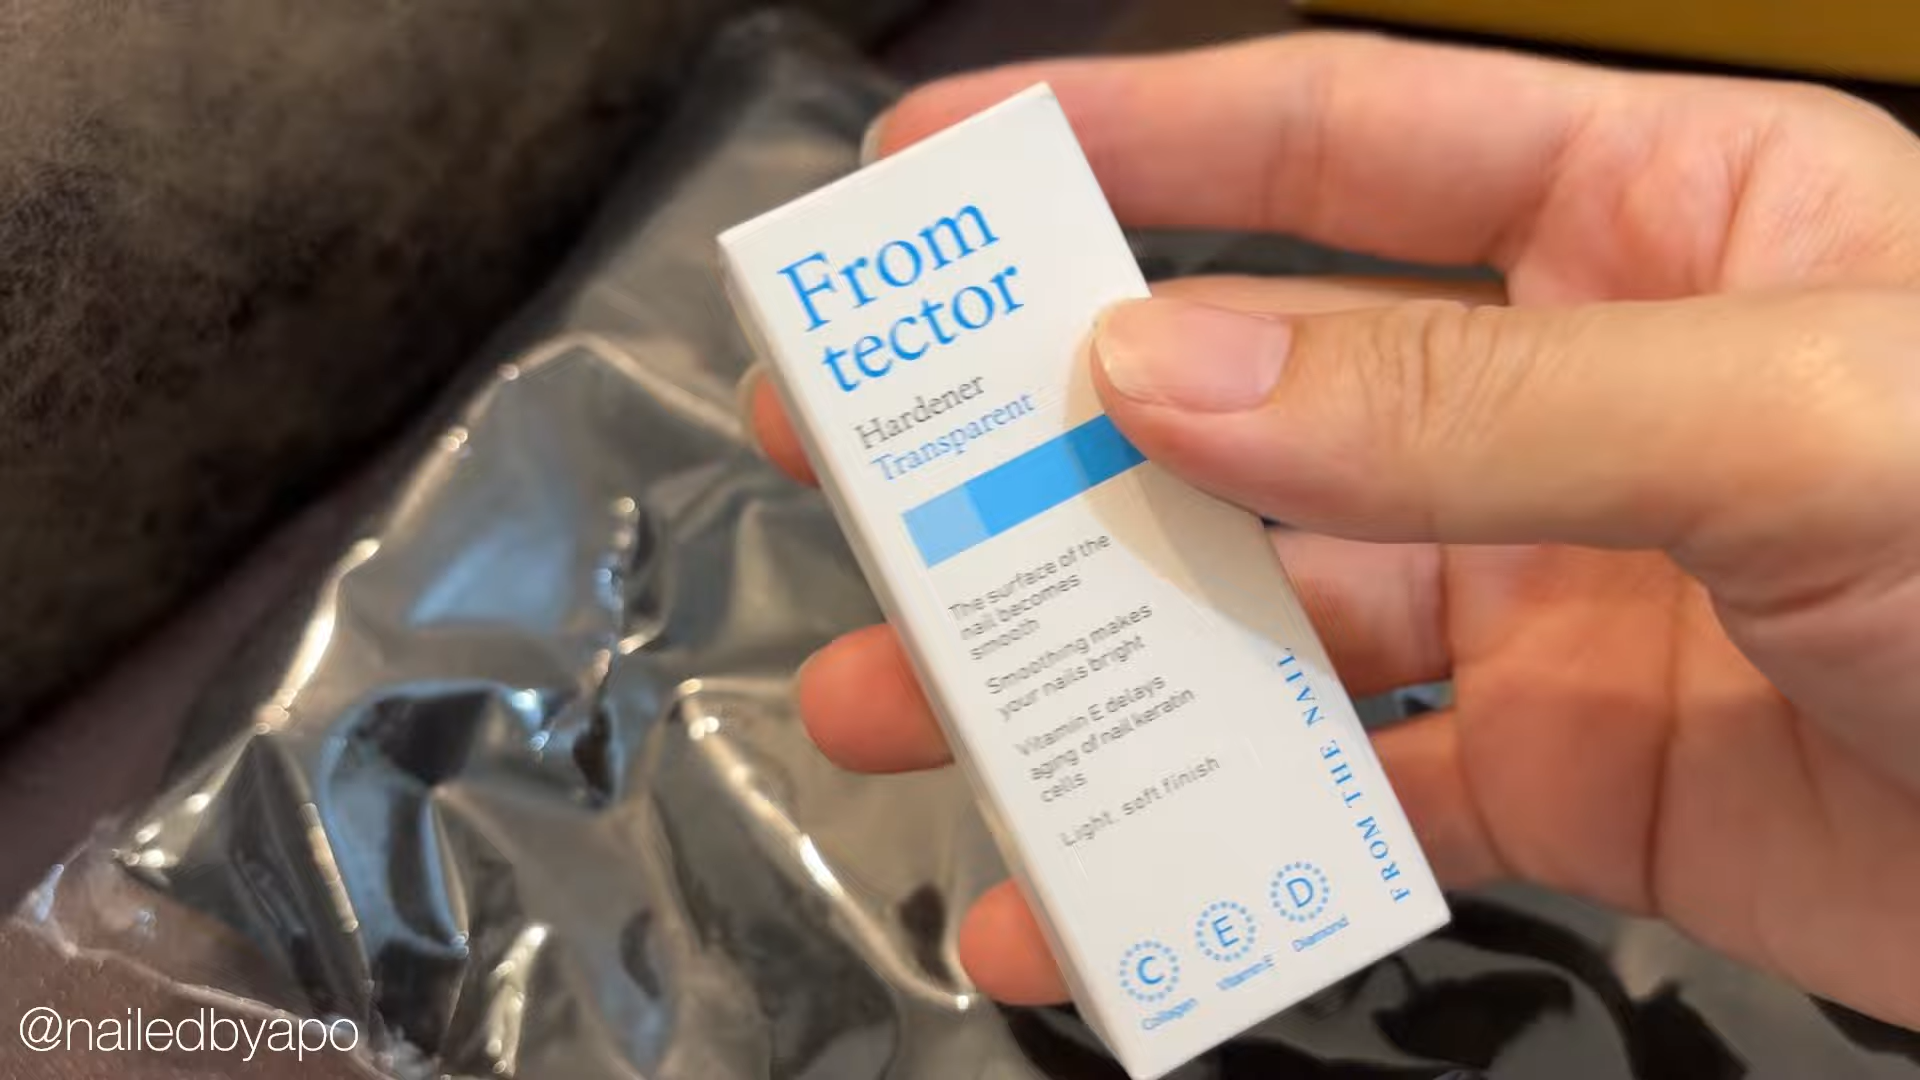 From
tector
Hardener
Transparent
The surface of the
nail becomes
smooth
Smoothing makes
your nails bright
Vitamin E delays
aging of nail keratin
cells
Light, soft finish
FROM THE NAIL
C
Collagen
E
Vitamin E
D
Diamond
@nailedbyapo